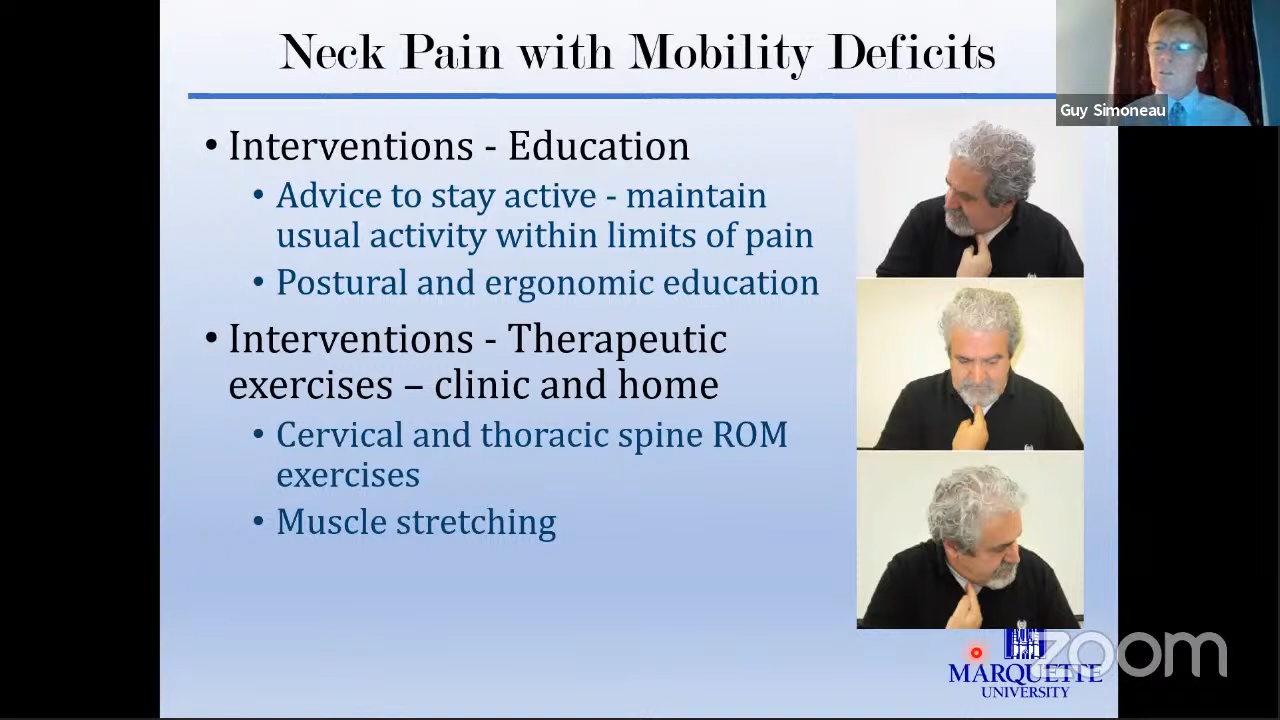 Neck Pain with Mobility Deficits
Guy Simoneau
• Interventions - Education
• Advice to stay active - maintain
usual activity within limits of pain
• Postural and ergonomic education
• Interventions - Therapeutic
exercises – clinic and home
• Cervical and thoracic spine ROM
exercises
• Muscle stretching
zoom
MARQUETTE
UNIVERSITY